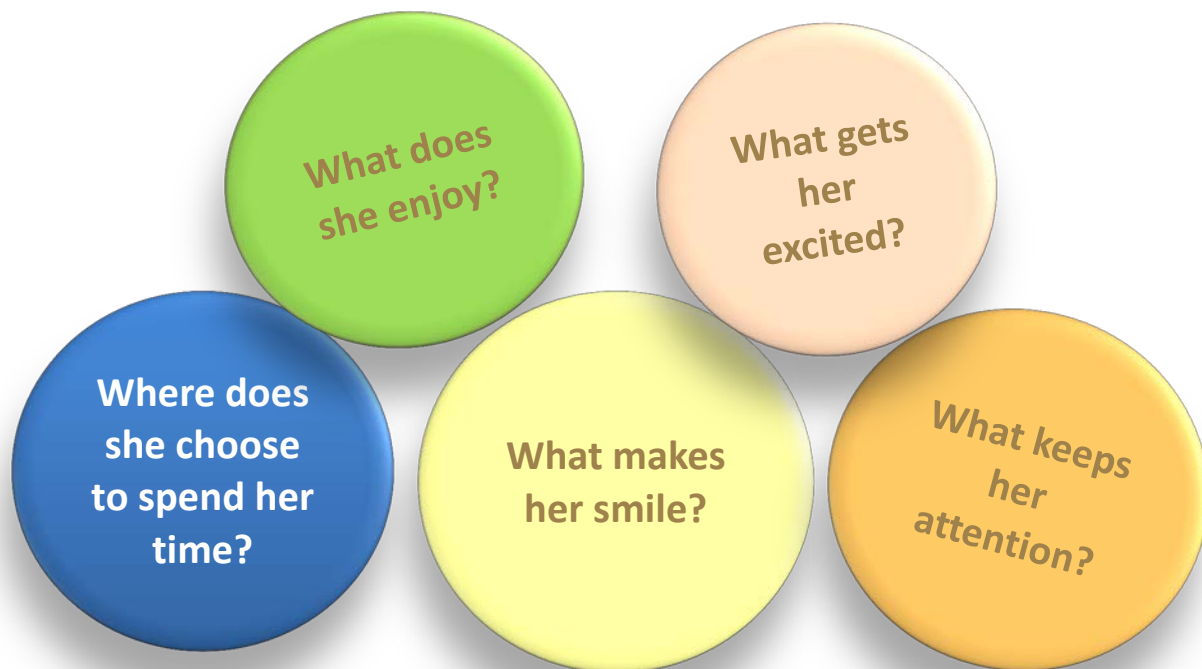 What does
she enjoy?
What gets
her
excited?
Where does
she choose
to spend her
time?
What makes
her smile?
What keeps
her
attention?